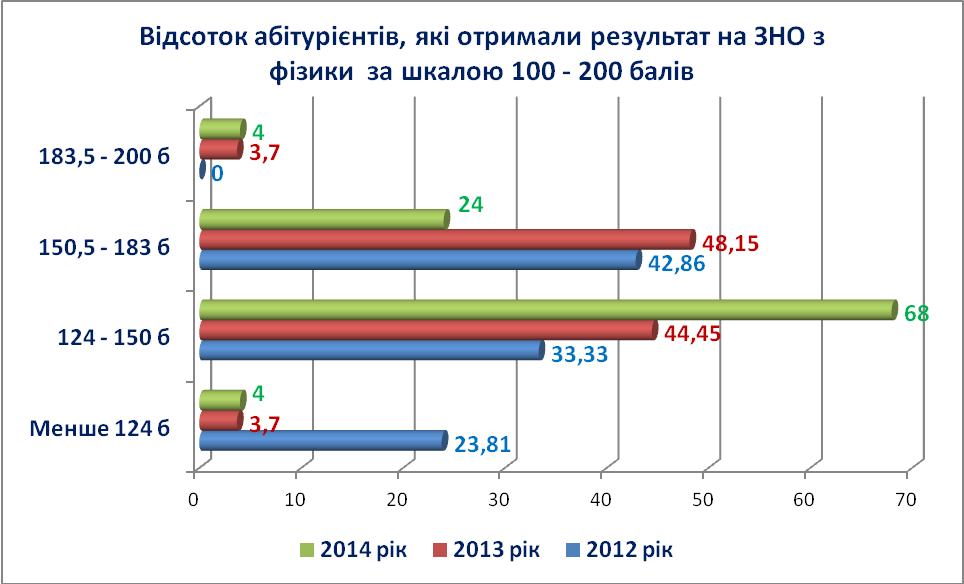 Відсоток абітурієнтів, які отримали результат на ЗНО з
фізики за шкалою 100 - 200 балів
183,5 - 200 б
4
3,7
0
150,5 - 183 б
24
48,15
42,86
124 - 150 б
68
44,45
33,33
Менше 124 б
4
3,7
23,81
0 10 20 30 40 50 60 70
2014 рік 2013 рік 2012 рік